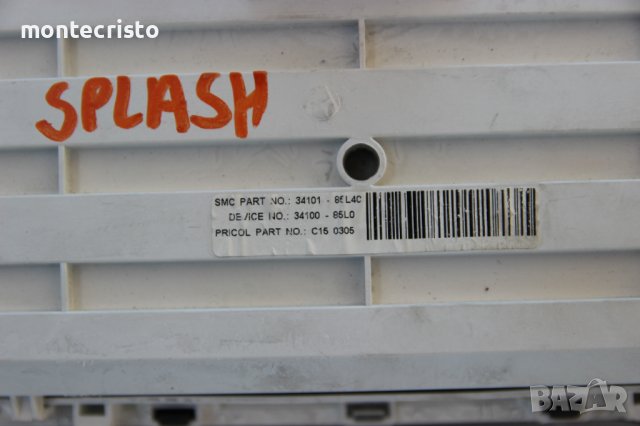 montecristo
SPLASH
SMC PART NO.: 34101 - 85L40
DEVICE NO.: 34100 - 85L0
PRICOL PART NO.: C15 0305
BAZAR